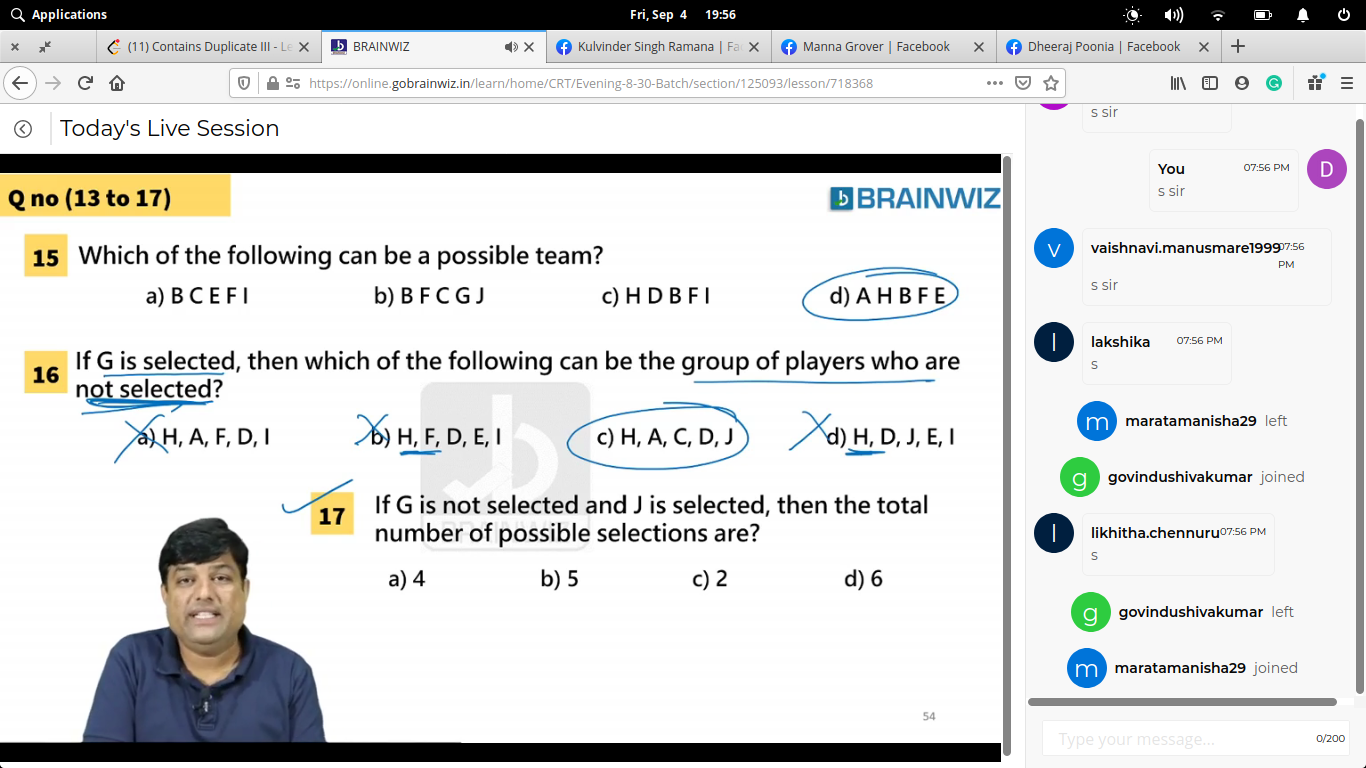 Applications
Fri, Sep 4 19:56
(11) Contains Duplicate III - Le
BRAINWIZ
Kulvinder Singh Ramana | Fa
Manna Grover | Facebook
Dheeraj Poonia | Facebook
https://online.gobrainwiz.in/learn/home/CRT/Evening-8-30-Batch/section/125093/lesson/718368
Today's Live Session
Q no (13 to 17)
BRAINWIZ
15 Which of the following can be a possible team?
a) B C E F I b) B F C G J c) H D B F I d) A H B F E
16 If G is selected, then which of the following can be the group of players who are
not selected?
a) H, A, F, D, I b) H, F, D, E, I c) H, A, C, D, J d) H, D, J, E, I
17 If G is not selected and J is selected, then the total
number of possible selections are?
a) 4 b) 5 c) 2 d) 6
54
s sir
You 07:56 PM
s sir
D
v
vaishnavi.manusmare1999 07:56
PM
s sir
l
lakshika 07:56 PM
s
m
maratamanisha29 left
g
govindushivakumar joined
l
likhitha.chennuru 07:56 PM
s
g
govindushivakumar left
m
maratamanisha29 joined
Type your message... 0/200